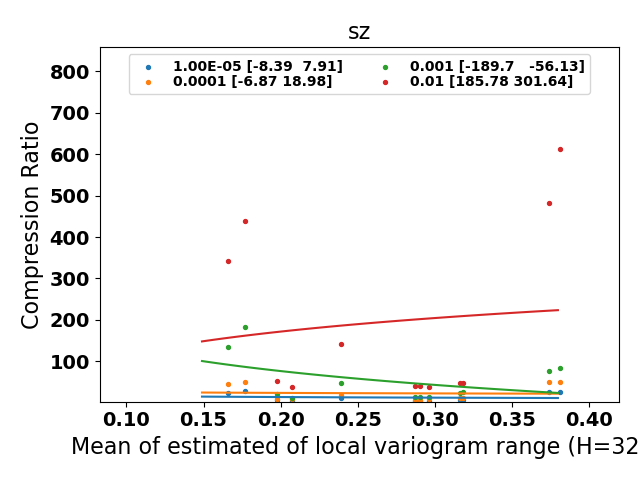 sz
1.00E-05 [-8.39  7.91]
0.0001 [-6.87 18.98]
0.001 [-189.7   -56.13]
0.01 [185.78 301.64]
Compression Ratio
800
700
600
500
400
300
200
100
0.10 0.15 0.20 0.25 0.30 0.35 0.40
Mean of estimated of local variogram range (H=32